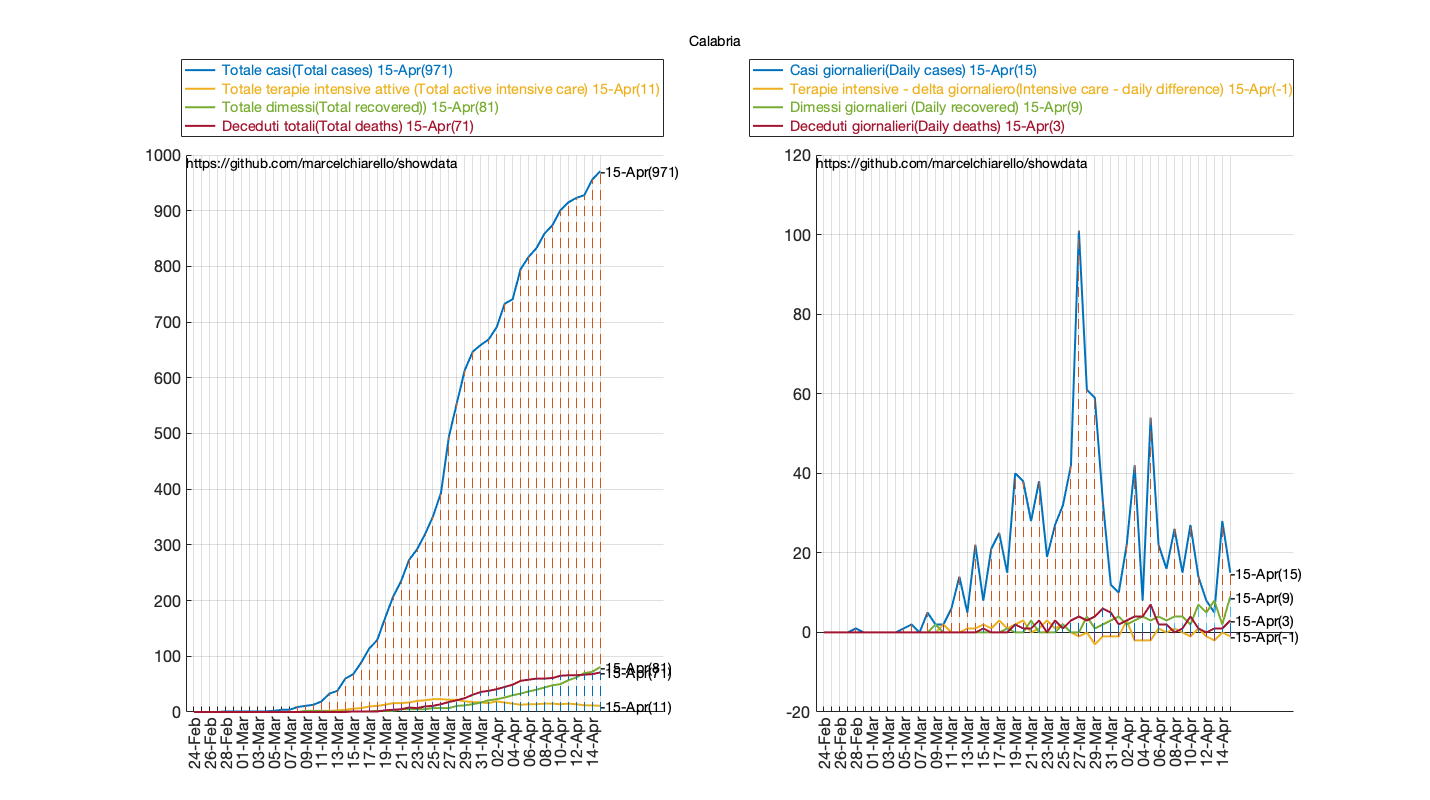 Calabria
Totale casi(Total cases) 15-Apr(971)
Totale terapie intensive attive (Total active intensive care) 15-Apr(11)
Totale dimessi(Total recovered)) 15-Apr(81)
Deceduti totali(Total deaths) 15-Apr(71)
1000
900
800
700
600
500
400
300
200
100
0
https://github.com/marcelchiarello/showdata
15-Apr(971)
15-Apr(81)
15-Apr(71)
15-Apr(11)
24-Feb
26-Feb
28-Feb
01-Mar
03-Mar
05-Mar
07-Mar
09-Mar
11-Mar
13-Mar
15-Mar
17-Mar
19-Mar
21-Mar
23-Mar
25-Mar
27-Mar
29-Mar
31-Mar
02-Apr
04-Apr
06-Apr
08-Apr
10-Apr
12-Apr
14-Apr
Casi giornalieri(Daily cases) 15-Apr(15)
Terapie intensive - delta giornaliero(Intensive care - daily difference) 15-Apr(-1)
Dimessi giornalieri (Daily recovered) 15-Apr(9)
Deceduti giornalieri(Daily deaths) 15-Apr(3)
120
100
80
60
40
20
0
-20
https://github.com/marcelchiarello/showdata
15-Apr(15)
15-Apr(9)
15-Apr(3)
15-Apr(-1)
24-Feb
26-Feb
28-Feb
01-Mar
03-Mar
05-Mar
07-Mar
09-Mar
11-Mar
13-Mar
15-Mar
17-Mar
19-Mar
21-Mar
23-Mar
25-Mar
27-Mar
29-Mar
31-Mar
02-Apr
04-Apr
06-Apr
08-Apr
10-Apr
12-Apr
14-Apr